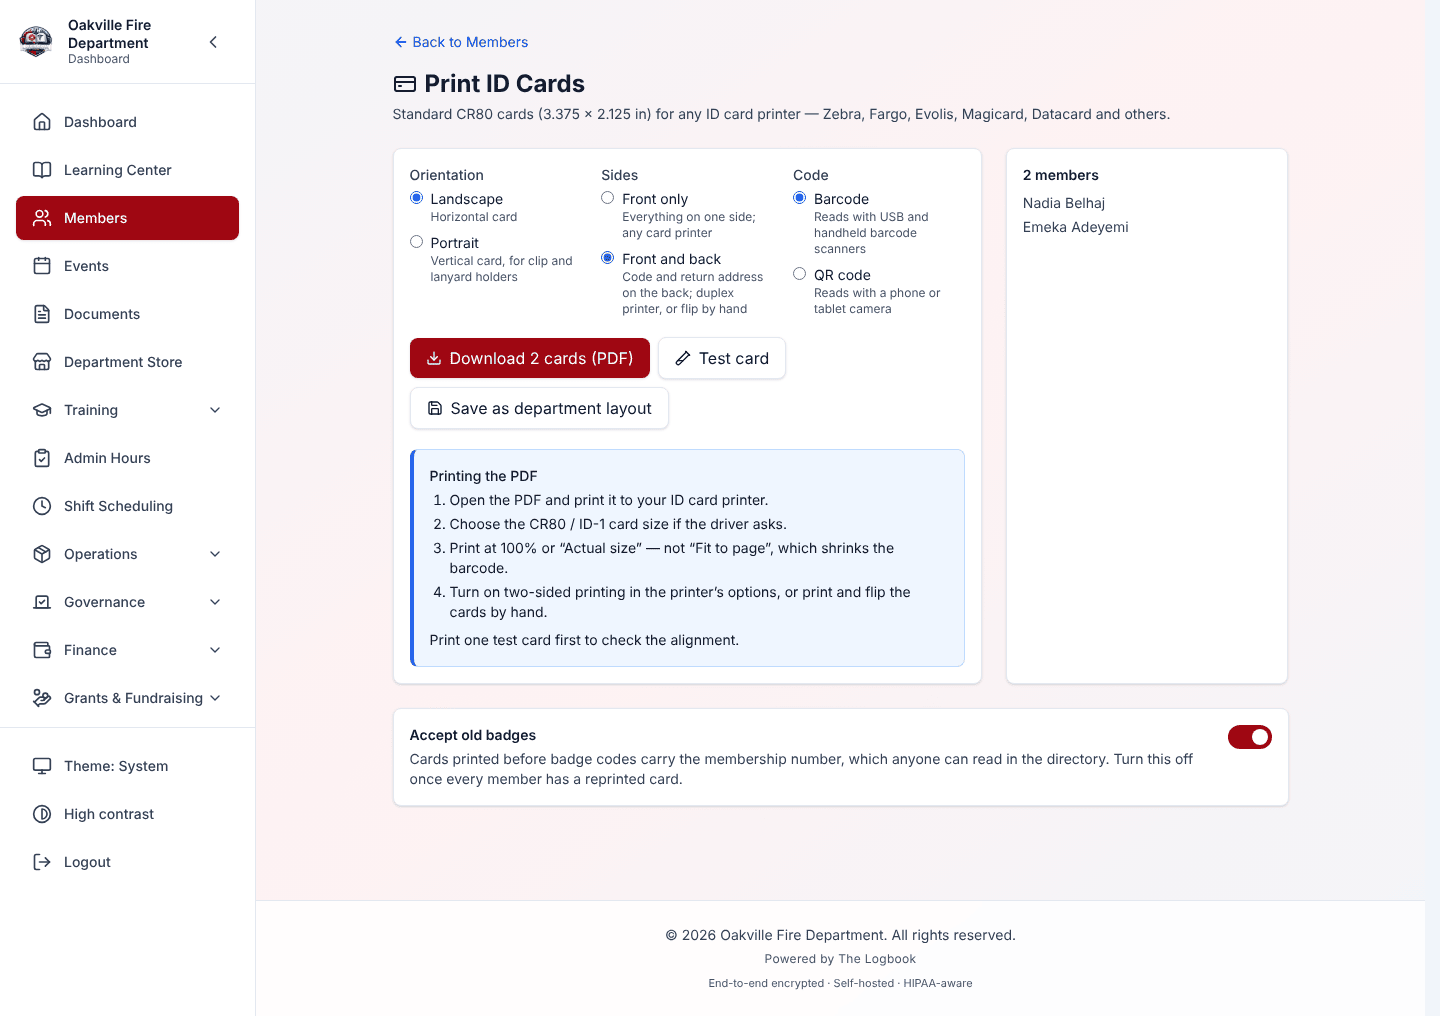 Oakville Fire
Department
Dashboard
Dashboard
Learning Center
Members
Events
Documents
Department Store
Training
Admin Hours
Shift Scheduling
Operations
Governance
Finance
Grants & Fundraising
Theme: System
High contrast
Logout
Back to Members
Print ID Cards
Standard CR80 cards (3.375 × 2.125 in) for any ID card printer — Zebra, Fargo, Evolis, Magicard, Datacard and others.
Orientation
Landscape
Horizontal card
Portrait
Vertical card, for clip and
lanyard holders
Sides
Front only
Everything on one side;
any card printer
Front and back
Code and return address
on the back; duplex
printer, or flip by hand
Code
Barcode
Reads with USB and
handheld barcode
scanners
QR code
Reads with a phone or
tablet camera
Download 2 cards (PDF)
Test card
Save as department layout
Printing the PDF
1. Open the PDF and print it to your ID card printer.
2. Choose the CR80 / ID-1 card size if the driver asks.
3. Print at 100% or “Actual size” — not “Fit to page”, which shrinks the
barcode.
4. Turn on two-sided printing in the printer’s options, or print and flip the
cards by hand.
Print one test card first to check the alignment.
2 members
Nadia Belhaj
Emeka Adeyemi
Accept old badges
Cards printed before badge codes carry the membership number, which anyone can read in the directory. Turn this off
once every member has a reprinted card.
© 2026 Oakville Fire Department. All rights reserved.
Powered by The Logbook
End-to-end encrypted · Self-hosted · HIPAA-aware